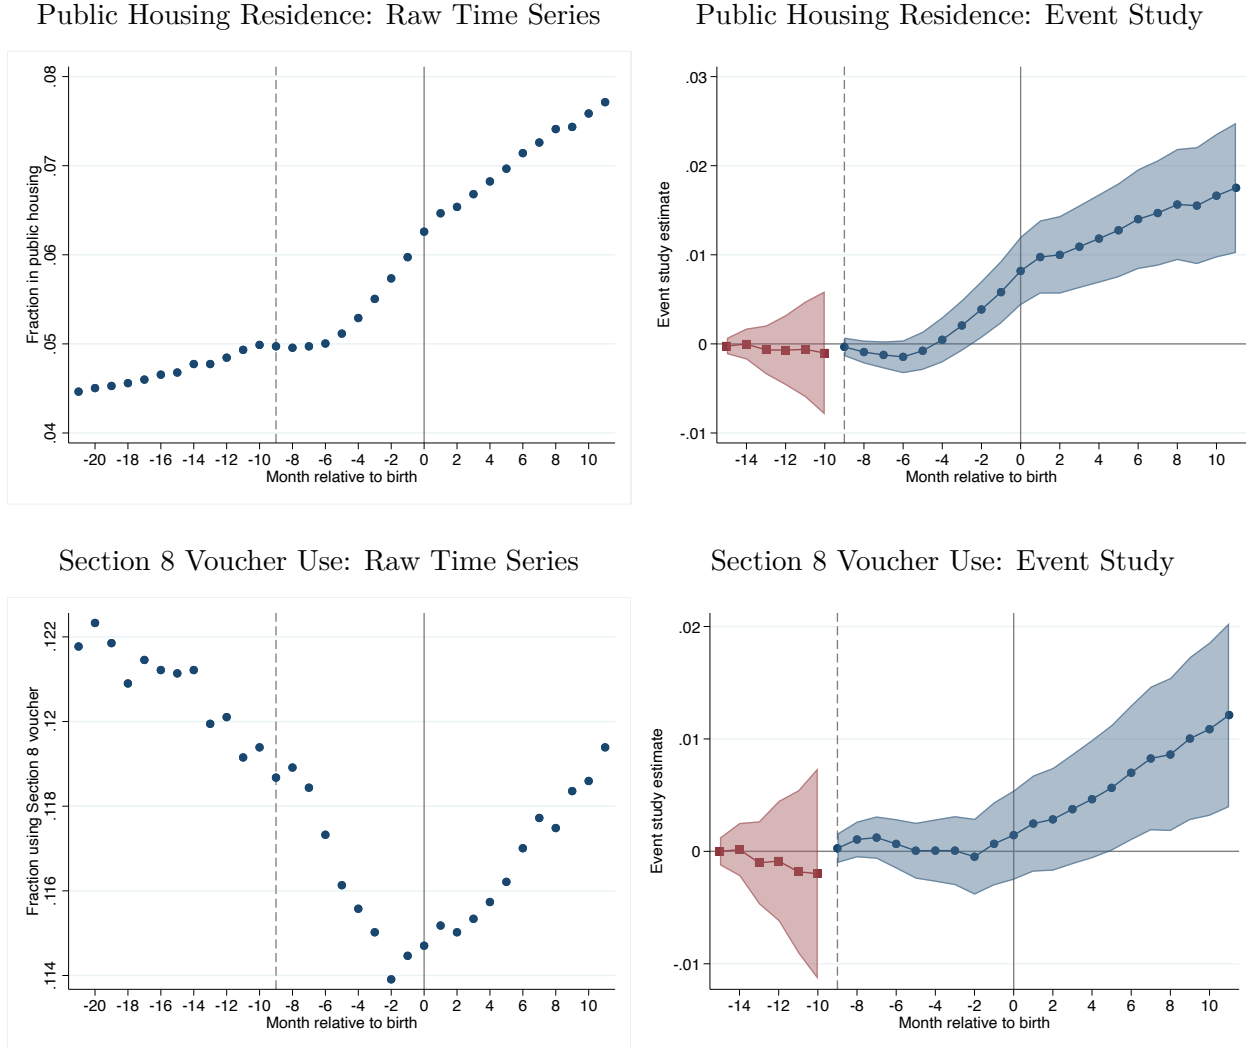 Public Housing Residence: Raw Time Series
Fraction in public housing
.08
.07
.06
.05
.04
-20 -18 -16 -14 -12 -10 -8 -6 -4 -2 0 2 4 6 8 10
Month relative to birth
Public Housing Residence: Event Study
Event study estimate
.03
.02
.01
0
-.01
-14 -12 -10 -8 -6 -4 -2 0 2 4 6 8 10
Month relative to birth
Section 8 Voucher Use: Raw Time Series
Fraction using Section 8 voucher
.122
.12
.118
.116
.114
-20 -18 -16 -14 -12 -10 -8 -6 -4 -2 0 2 4 6 8 10
Month relative to birth
Section 8 Voucher Use: Event Study
Event study estimate
.02
.01
0
-.01
-14 -12 -10 -8 -6 -4 -2 0 2 4 6 8 10
Month relative to birth